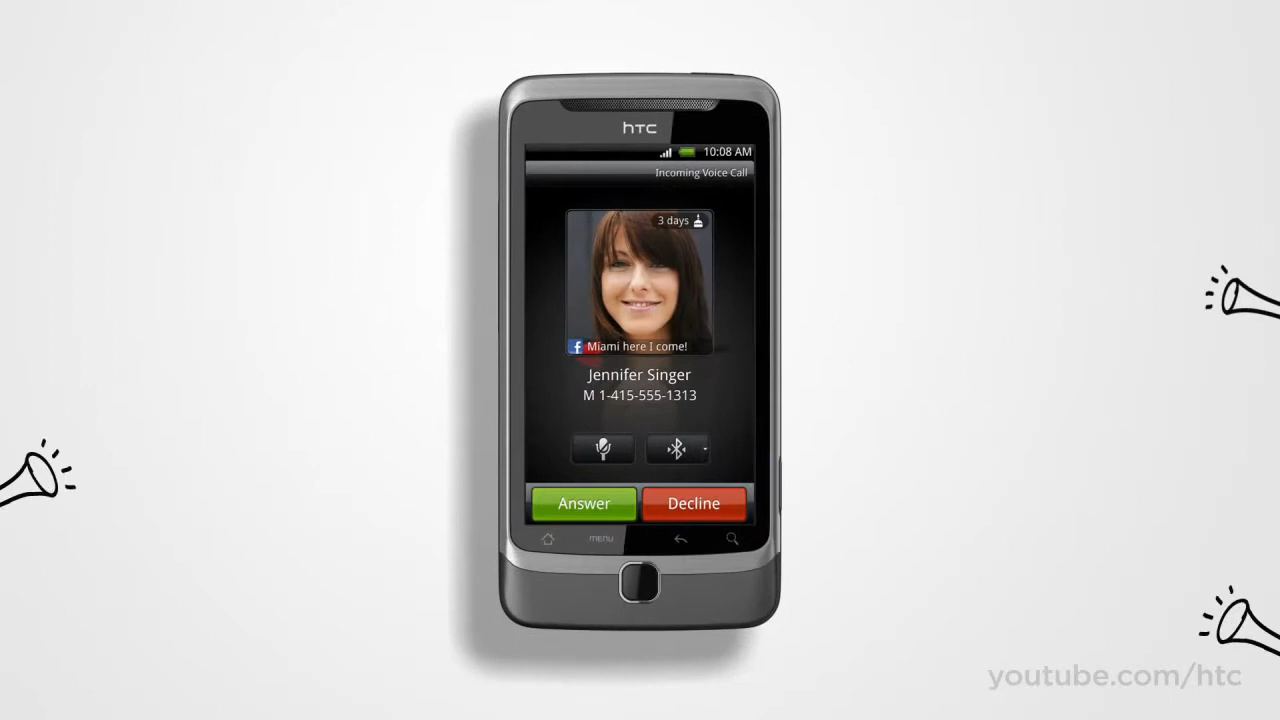 htc
10:08 AM
Incoming Voice Call
3 days
f Miami here I come!
Jennifer Singer
M 1-415-555-1313
Answer Decline
menu
youtube.com/htc